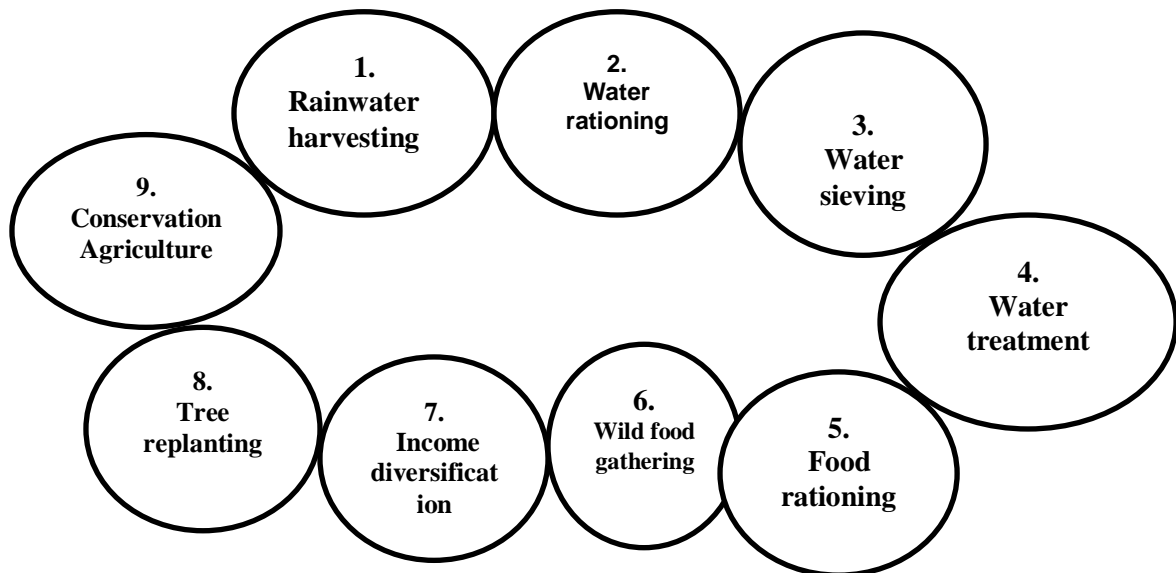 1.
Rainwater
harvesting
2.
Water
rationing
3.
Water
sieving
4.
Water
treatment
5.
Food
rationing
6.
Wild food
gathering
7.
Income
diversificat
ion
8.
Tree
replanting
9.
Conservation
Agriculture